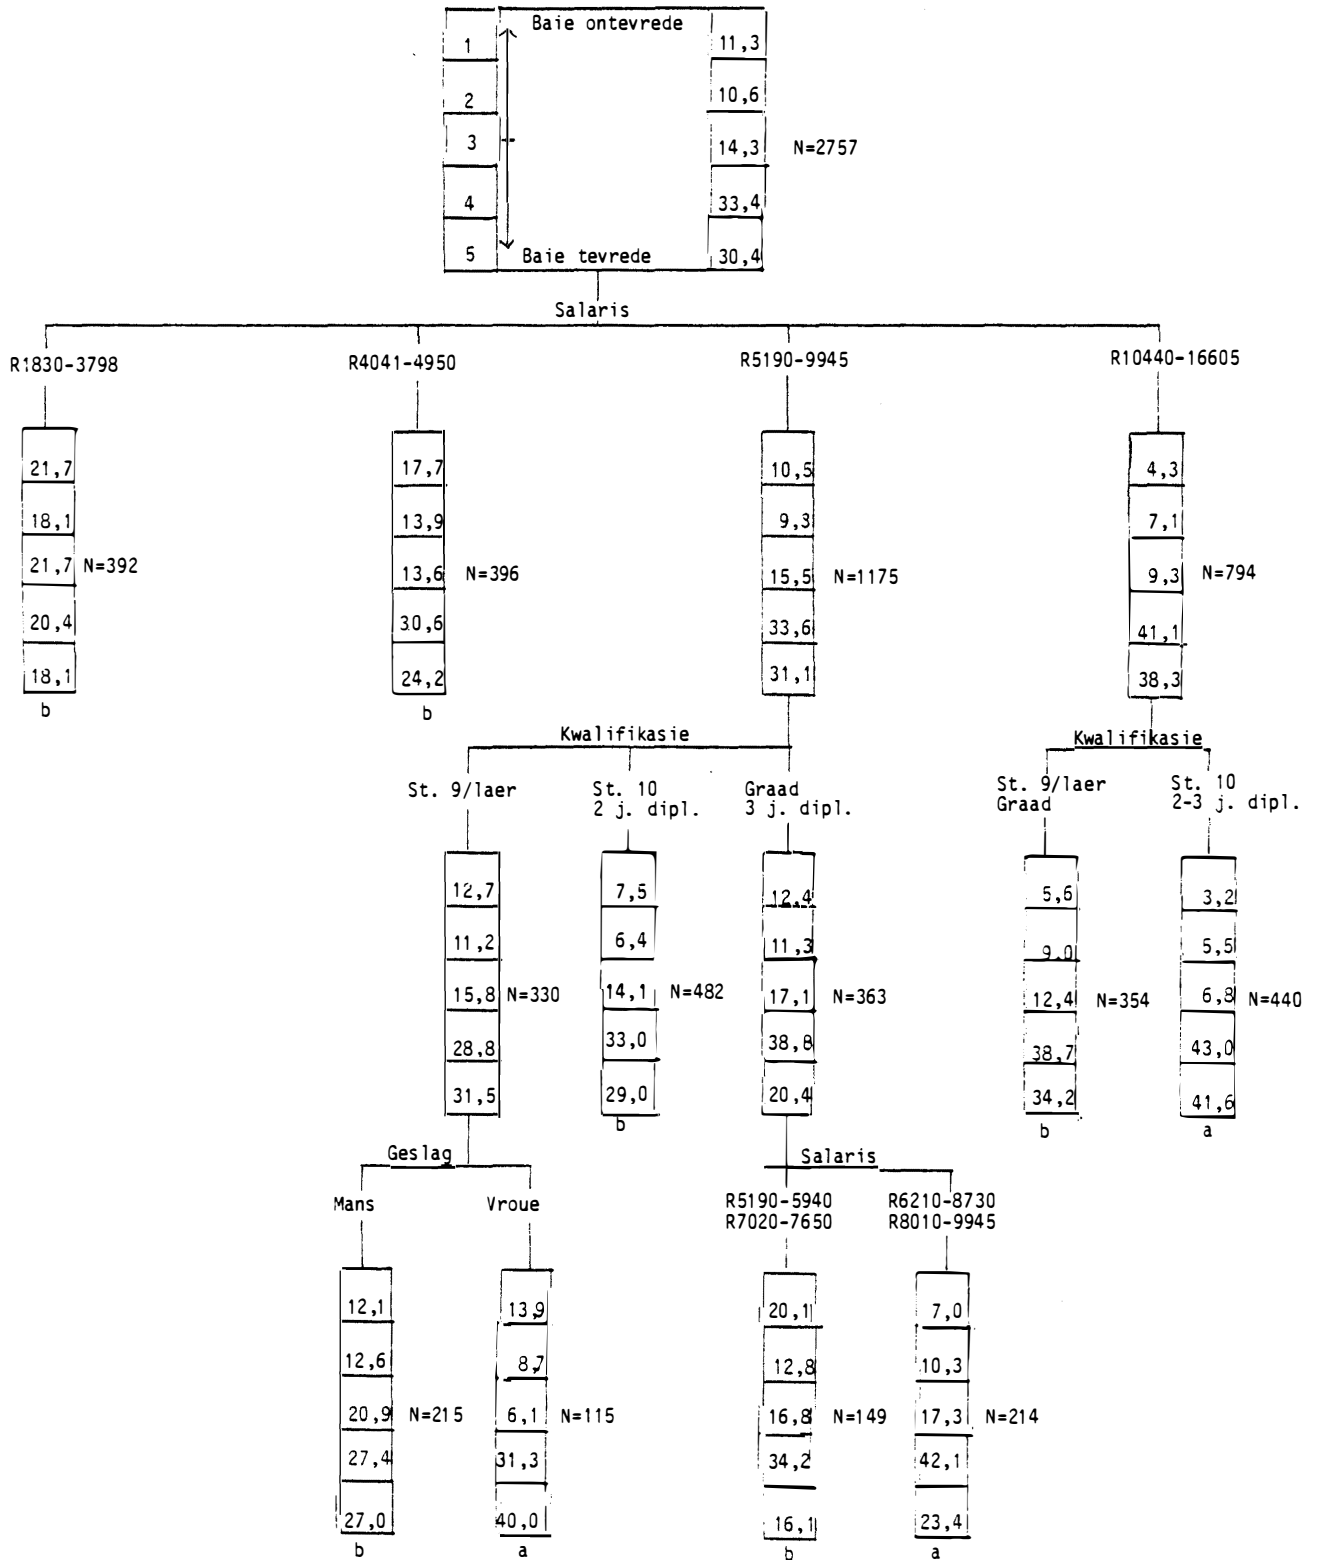 Baie ontevrede
1 11,3
2 10,6
3 14,3 N=2757
4 33,4
5 Baie tevrede 30,4
Salaris
R1830-3798 R4041-4950 R5190-9945 R10440-16605
21,7 17,7 10,5 4,3
18,1 13,9 9,3 7,1
21,7 N=392 13,6 N=396 15,5 N=1175 9,3 N=794
20,4 30,6 33,6 41,1
18,1 24,2 31,1 38,3
b b
Kwalifikasie Kwalifikasie
St. 9/laer St. 10 Graad St. 9/laer St. 10
2 j. dipl. 3 j. dipl. Graad 2-3 j. dipl.
12,7 7,5 12,4 5,6 3,2
11,2 6,4 11,3 9,0 5,5
15,8 N=330 14,1 N=482 17,1 N=363 12,4 N=354 6,8 N=440
28,8 33,0 38,8 38,7 43,0
31,5 29,0 20,4 34,2 41,6
b b a
Geslag Salaris
Mans Vroue R5190-5940 R6210-8730
R7020-7650 R8010-9945
12,1 13,9 20,1 7,0
12,6 8,7 12,8 10,3
20,9 N=215 6,1 N=115 16,8 N=149 17,3 N=214
27,4 31,3 34,2 42,1
27,0 40,0 16,1 23,4
b a b a